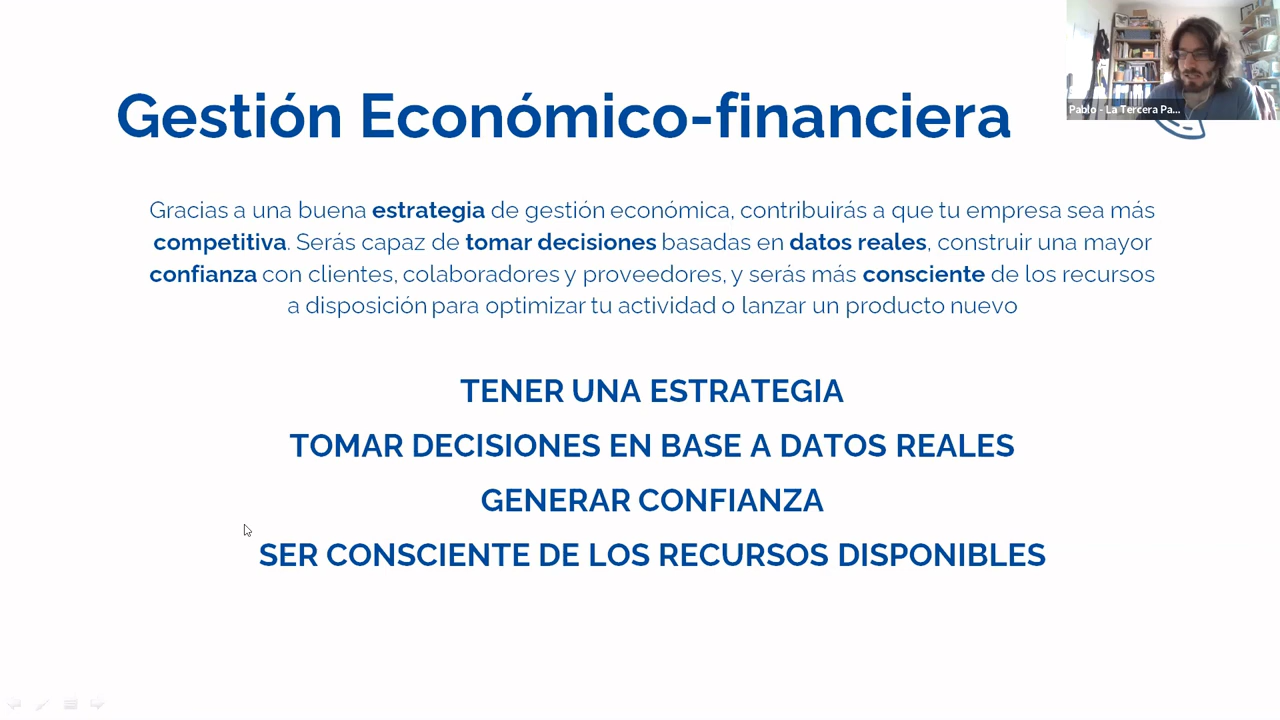 Gestión Económico-financiera
Pablo - La Tercera Pa...
Gracias a una buena estrategia de gestión económica, contribuirás a que tu empresa sea más
competitiva. Serás capaz de tomar decisiones basadas en datos reales, construir una mayor
confianza con clientes, colaboradores y proveedores, y serás más consciente de los recursos
a disposición para optimizar tu actividad o lanzar un producto nuevo
TENER UNA ESTRATEGIA
TOMAR DECISIONES EN BASE A DATOS REALES
GENERAR CONFIANZA
SER CONSCIENTE DE LOS RECURSOS DISPONIBLES